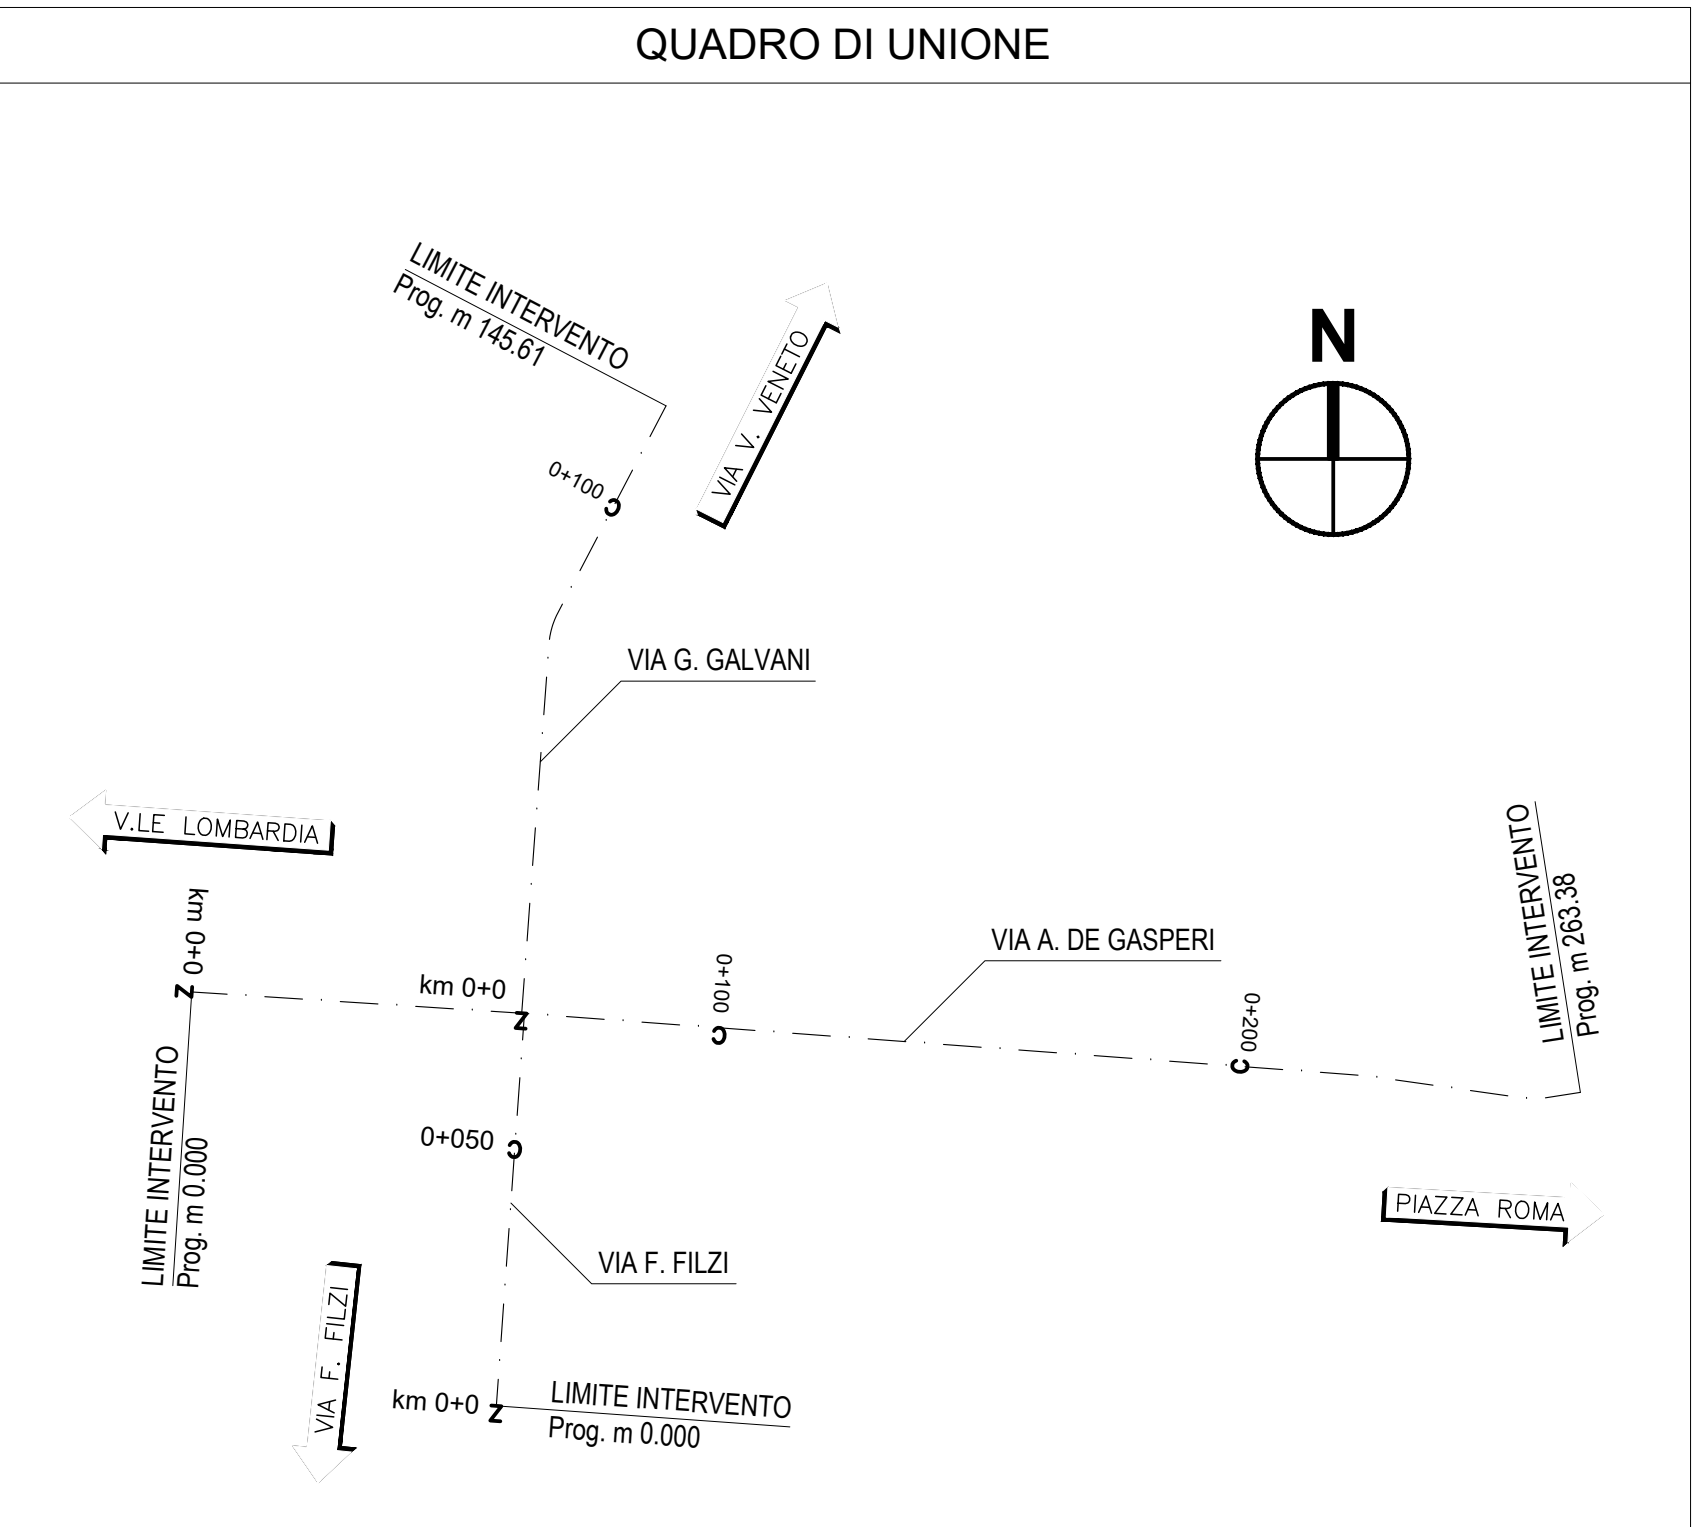 QUADRO DI UNIONE
LIMITE INTERVENTO
Prog. m 145.61
VIA V. VENETO
N
0+100
C
VIA G. GALVANI
V.LE LOMBARDIA
km 0+0
Z
LIMITE INTERVENTO
Prog. m 0.000
km 0+0
Z
0+100
C
VIA A. DE GASPERI
0+200
C
LIMITE INTERVENTO
Prog. m 263.38
0+050
C
PIAZZA ROMA
VIA F. FILZI
VIA F. FILZI
km 0+0
Z
LIMITE INTERVENTO
Prog. m 0.000